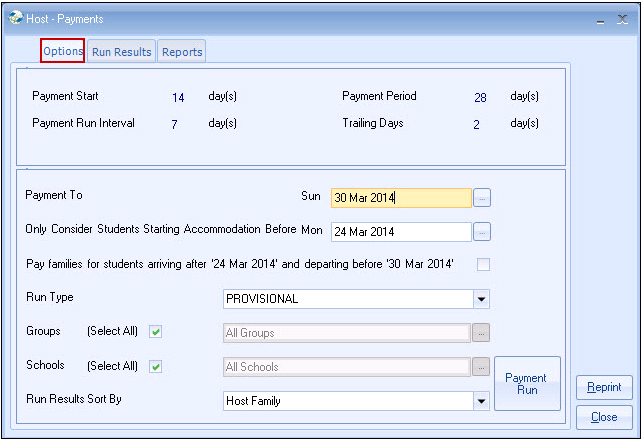 Host - Payments
Options Run Results Reports
Payment Start 14 day(s) Payment Period 28 day(s)
Payment Run Interval 7 day(s) Trailing Days 2 day(s)
Payment To Sun 30 Mar 2014 ...
Only Consider Students Starting Accommodation Before Mon 24 Mar 2014 ...
Pay families for students arriving after '24 Mar 2014' and departing before '30 Mar 2014'
Run Type PROVISIONAL
Groups (Select All) All Groups ...
Schools (Select All) All Schools ...
Payment
Run
Reprint
Run Results Sort By Host Family
Close